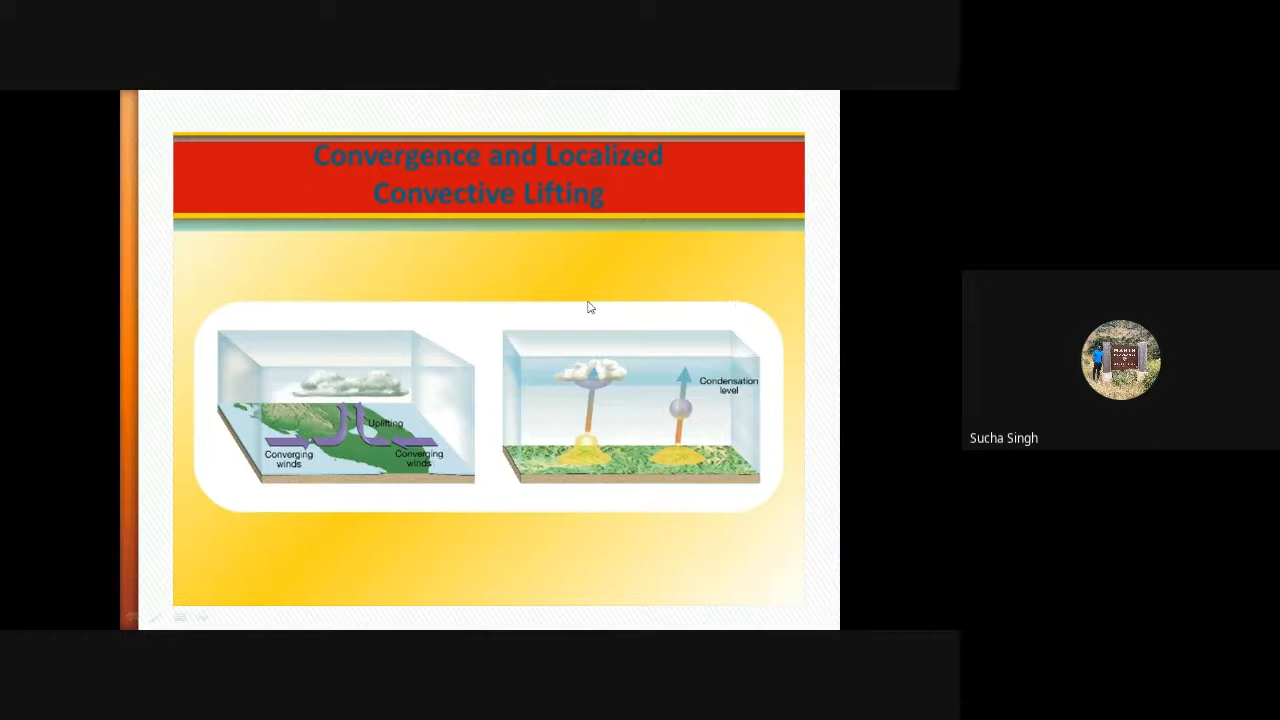 Convergence and Localized
Convective Lifting
Condensation
level
Uplifting
Converging
winds
Converging
winds
Sucha Singh